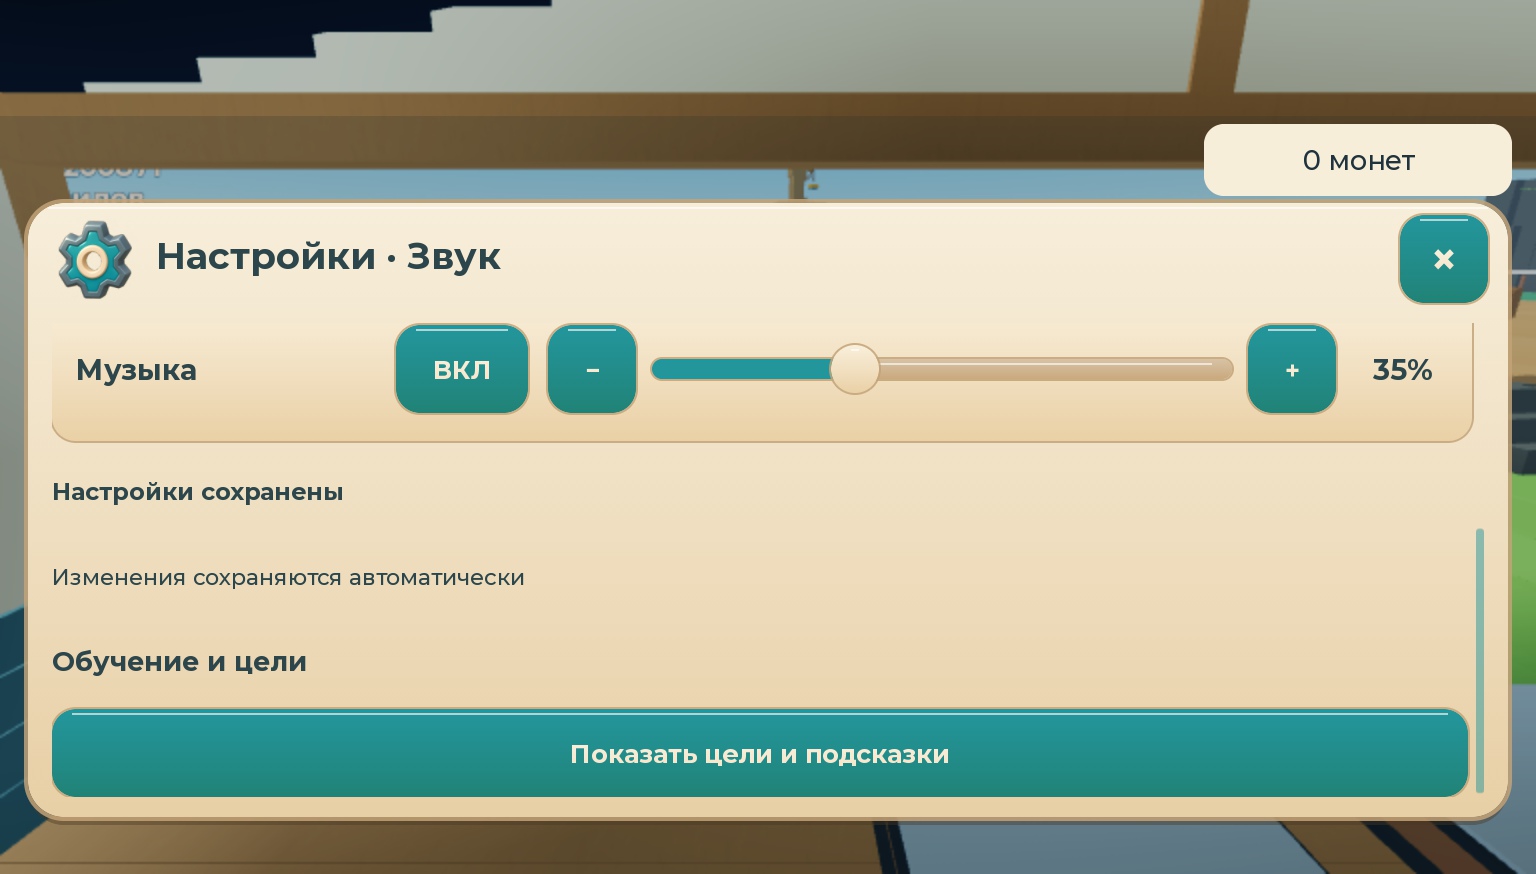 0 монет
Настройки · Звук
×
Музыка ВКЛ − + 35%
Настройки сохранены
Изменения сохраняются автоматически
Обучение и цели
Показать цели и подсказки